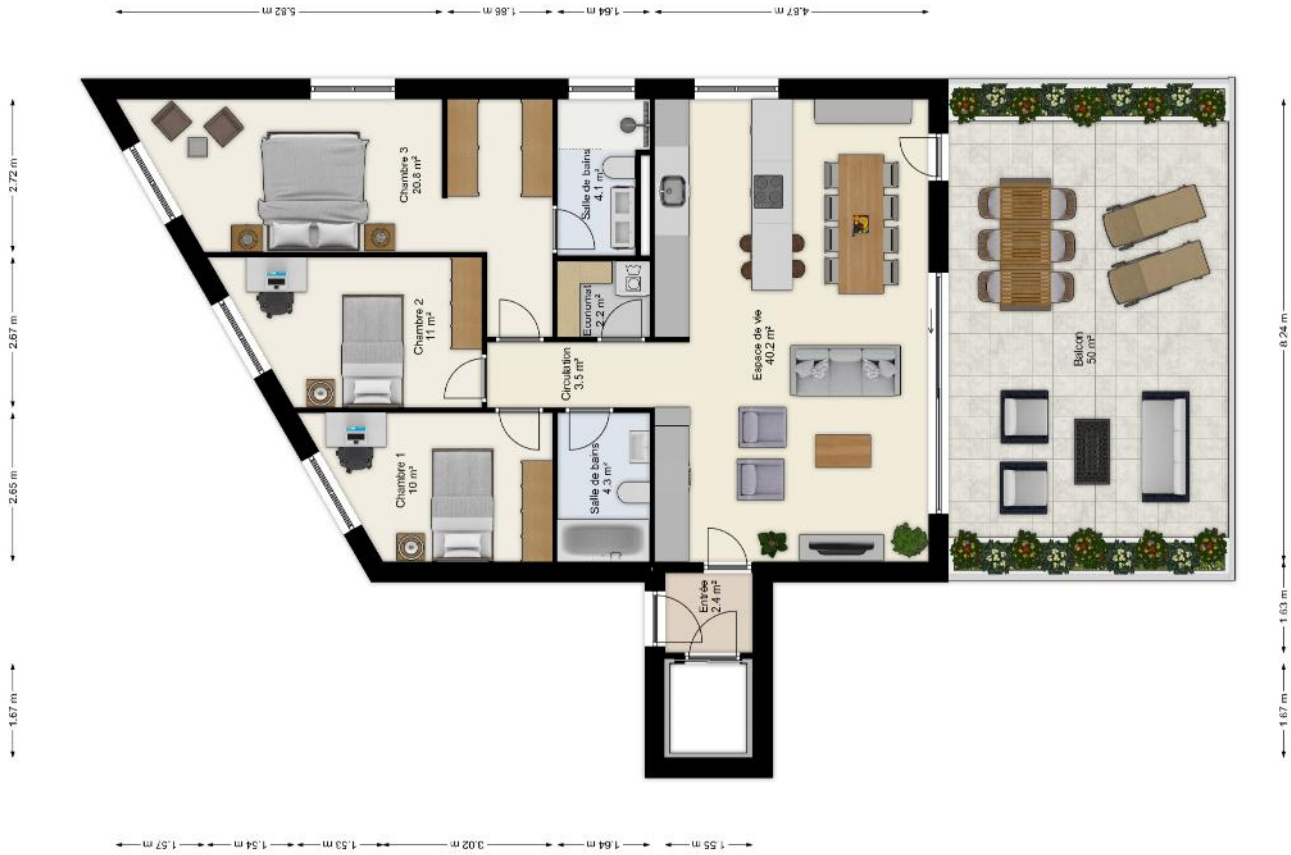 5.82 m
1.86 m
1.64 m
4.87 m
2.72 m
2.67 m
2.65 m
1.67 m
Chambre 3
20.8 m²
Salle de bains
4.1 m²
Chambre 2
11 m²
Economat
2.2 m²
Circulation
3.5 m²
Espace de vie
40.2 m²
Balcon
50 m²
Chambre 1
10 m²
Salle de bains
4.3 m²
Entrée
2.4 m²
8.24 m
1.63 m
1.67 m
1.57 m
1.54 m
1.53 m
3.02 m
1.64 m
1.55 m